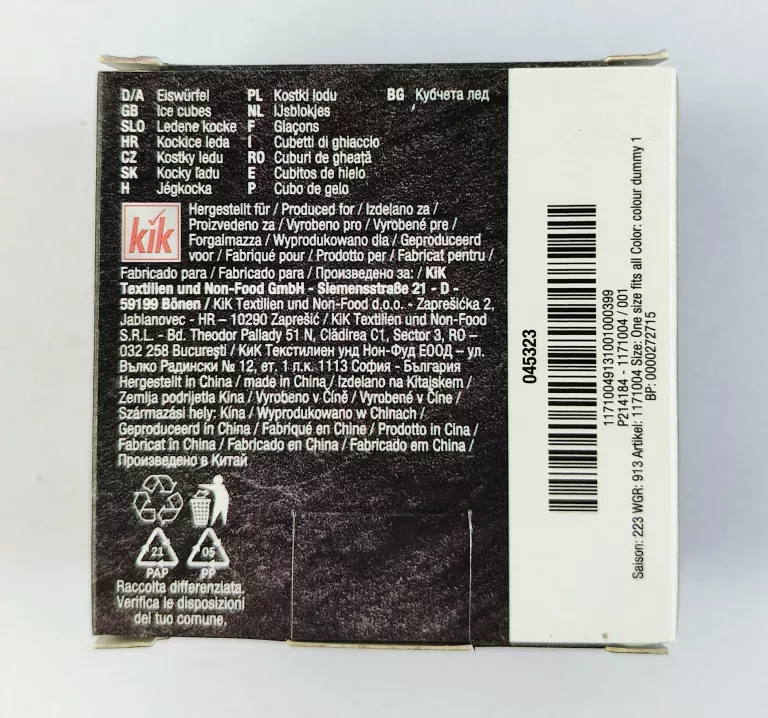 D/A Eiswürfel
GB Ice cubes
SLO Ledene kocke
HR Kockice leda
CZ Kostky ledu
SK Kocky ľadu
H Jégkocka
PL Kostki lodu
NL IJsblokjes
F Glaçons
I Cubetti di ghiaccio
RO Cuburi de gheață
E Cubitos de hielo
P Cubo de gelo
BG Кубчета лед
kik
Hergestellt für / Produced for / Izdelano za /
Proizvedeno za / Vyrobeno pro / Vyrobené pre /
Forgalmazza / Wyprodukowano dla / Geproduceerd
voor / Fabriqué pour / Prodotto per / Fabricat pentru /
Fabricado para / Fabricado para / Произведено за: / KiK
Textilien und Non-Food GmbH - Siemensstraße 21 - D -
59199 Bönen / KiK Textilien und Non-Food d.o.o. - Zaprešićka 2,
Jablanovec - HR – 10290 Zaprešić / KiK Textilien und Non-Food
S.R.L. - Bd. Theodor Pallady 51 N, Clădirea C1, Sector 3, RO –
032 258 București / КиК Текстилиен унд Нон-Фуд ЕООД – ул.
Вълко Радински № 12, ет. 1 п.к. 1113 София - България
Hergestellt in China / made in China / Izdelano na Kitajskem /
Zemlja podrijetla Kina / Vyrobeno v Číně / Vyrobené v Číne /
Származási hely: Kína / Wyprodukowano w Chinach /
Geproduceerd in China / Fabriqué en Chine / Prodotto in Cina /
Fabricat în China / Fabricado en China / Fabricado em China /
Произведено в Китай
21
PAP
05
PP
Raccolta differenziata.
Verifica le disposizioni
del tuo comune.
045323
11710049131001000399
P214184 - 1171004 / 001
Saison: 223 WGR: 913 Artikel: 1171004 Size: One size fits all Color: colour dummy 1
BP: 0000272715